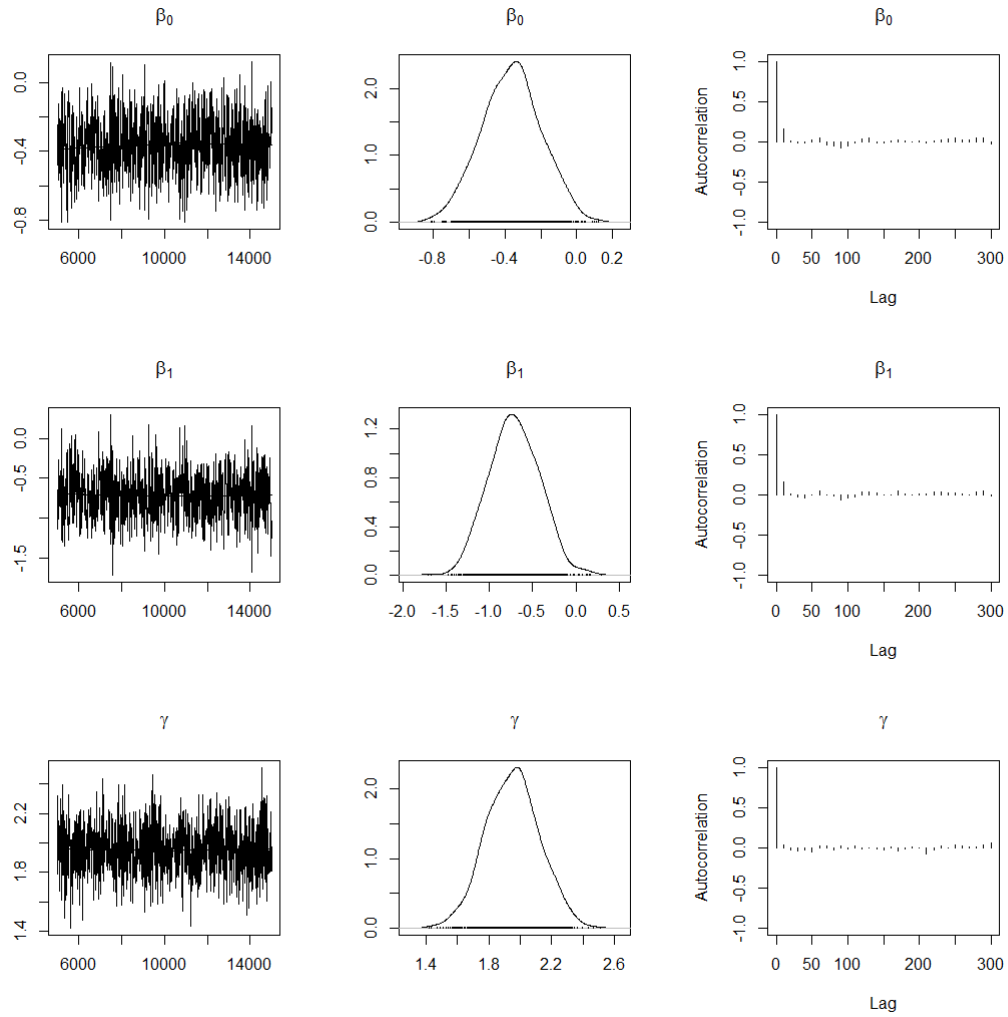 β0 β0 β0
-0.8 -0.4 0.0
6000 10000 14000
0.0 1.0 2.0
-0.8 -0.4 0.0 0.2
Autocorrelation
-1.0 -0.5 0.0 0.5 1.0
0 50 100 200 300
Lag
β1 β1 β1
-1.5 -0.5 0.0
6000 10000 14000
0.0 0.4 0.8 1.2
-2.0 -1.5 -1.0 -0.5 0.0 0.5
Autocorrelation
-1.0 -0.5 0.0 0.5 1.0
0 50 100 200 300
Lag
γ γ γ
1.4 1.8 2.2
6000 10000 14000
0.0 1.0 2.0
1.4 1.8 2.2 2.6
Autocorrelation
-1.0 -0.5 0.0 0.5 1.0
0 50 100 200 300
Lag